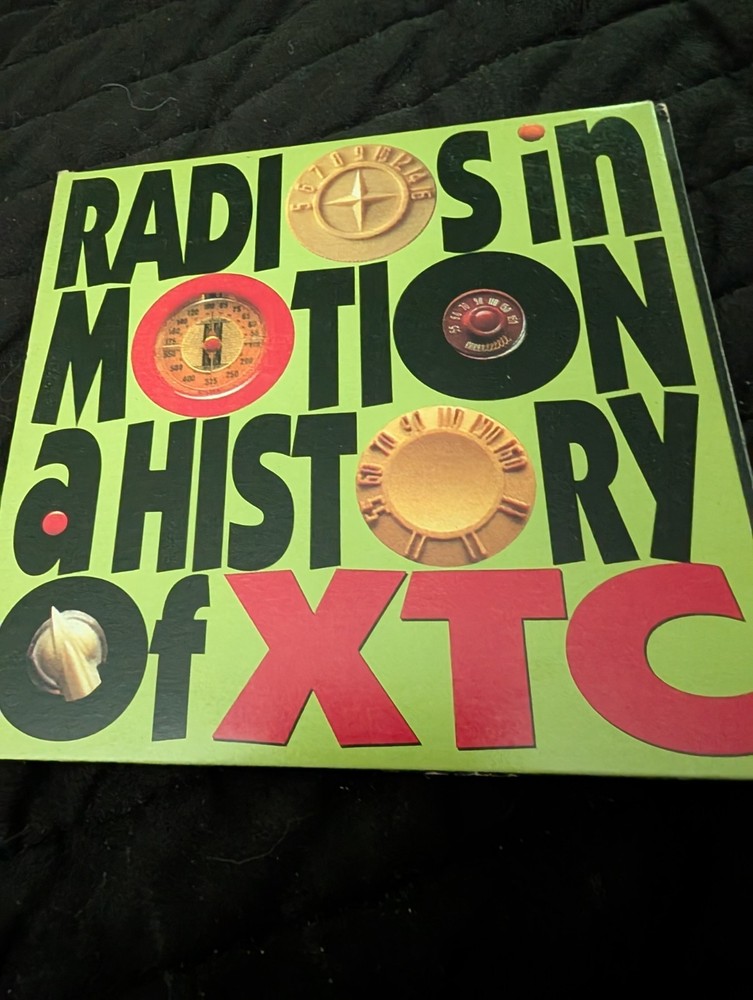 RADIOS in
MOTION
a HISTORY
Of XTC